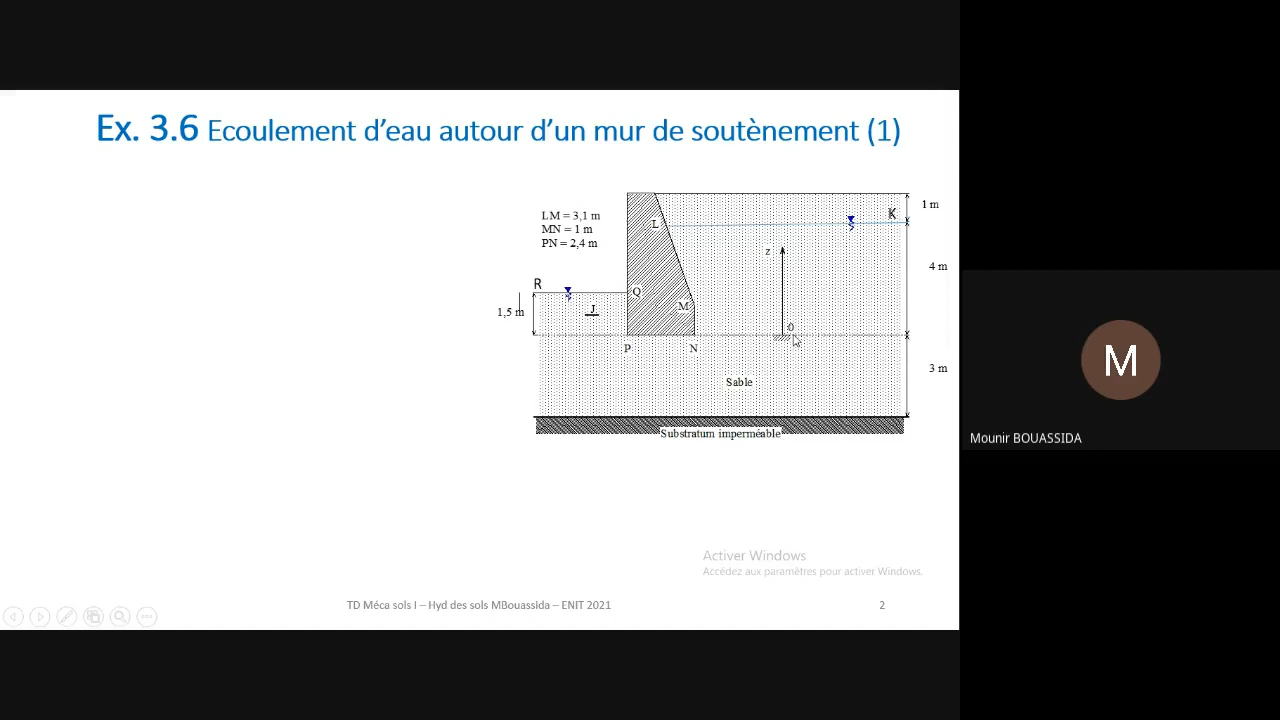 Ex. 3.6 Ecoulement d’eau autour d’un mur de soutènement (1)
LM = 3,1 m
MN = 1 m
PN = 2,4 m
1 m
K
L
4 m
z
R
Q
M
J
1,5 m
0
P
N
3 m
Sable
Substratum imperméable
M
Mounir BOUASSIDA
Activer Windows
Accédez aux paramètres pour activer Windows.
TD Méca sols I – Hyd des sols MBouassida – ENIT 2021
2